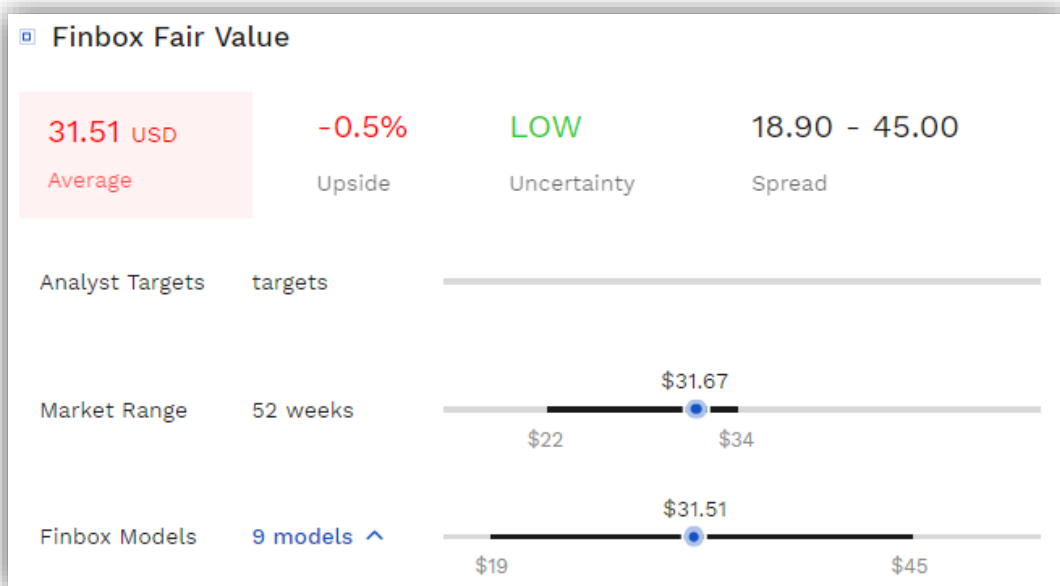 Finbox Fair Value
31.51 USD -0.5% LOW 18.90 - 45.00
Average Upside Uncertainty Spread
Analyst Targets targets
$31.67
Market Range 52 weeks
$22 $34
$31.51
Finbox Models 9 models
$19 $45